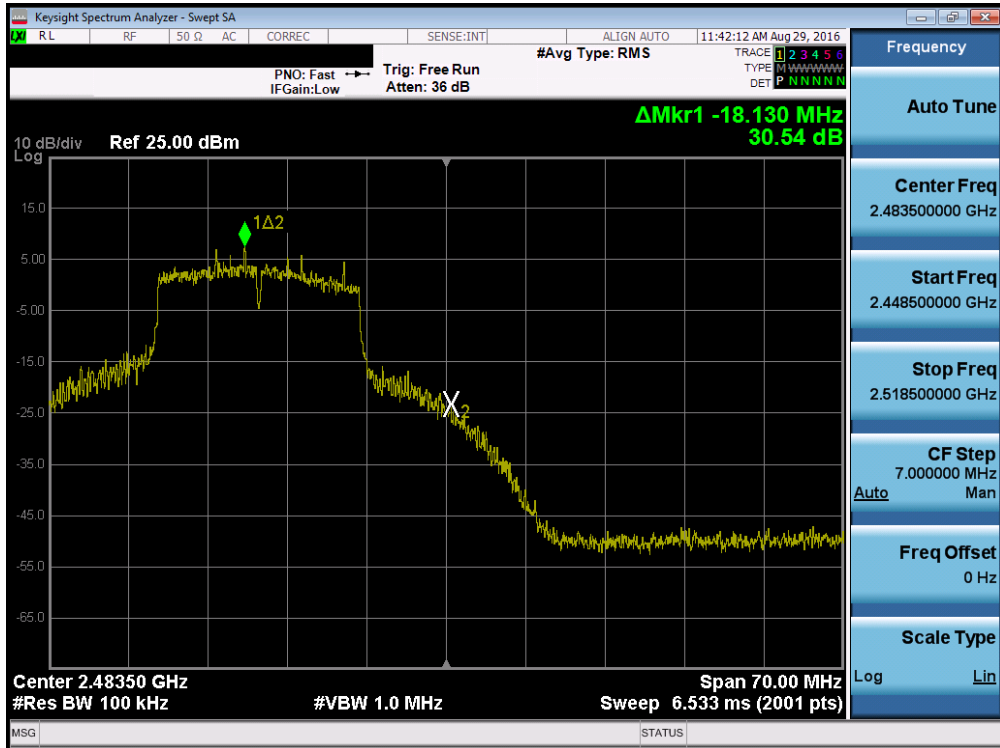 Keysight Spectrum Analyzer - Swept SA
LXI RL RF 50 Ω AC CORREC SENSE:INT ALIGN AUTO 11:42:12 AM Aug 29, 2016
#Avg Type: RMS
TRACE 1 2 3 4 5 6
TYPE M W W W W W
DET P N N N N N
PNO: Fast
IFGain:Low
Trig: Free Run
Atten: 36 dB
ΔMkr1 -18.130 MHz
30.54 dB
10 dB/div Ref 25.00 dBm
Log
15.0
5.00
-5.00
-15.0
-25.0
-35.0
-45.0
-55.0
-65.0
1Δ2
X2
Center 2.48350 GHz Span 70.00 MHz
#Res BW 100 kHz #VBW 1.0 MHz Sweep 6.533 ms (2001 pts)
MSG STATUS
Frequency
Auto Tune
Center Freq
2.483500000 GHz
Start Freq
2.448500000 GHz
Stop Freq
2.518500000 GHz
CF Step
7.000000 MHz
Auto Man
Freq Offset
0 Hz
Scale Type
Log Lin